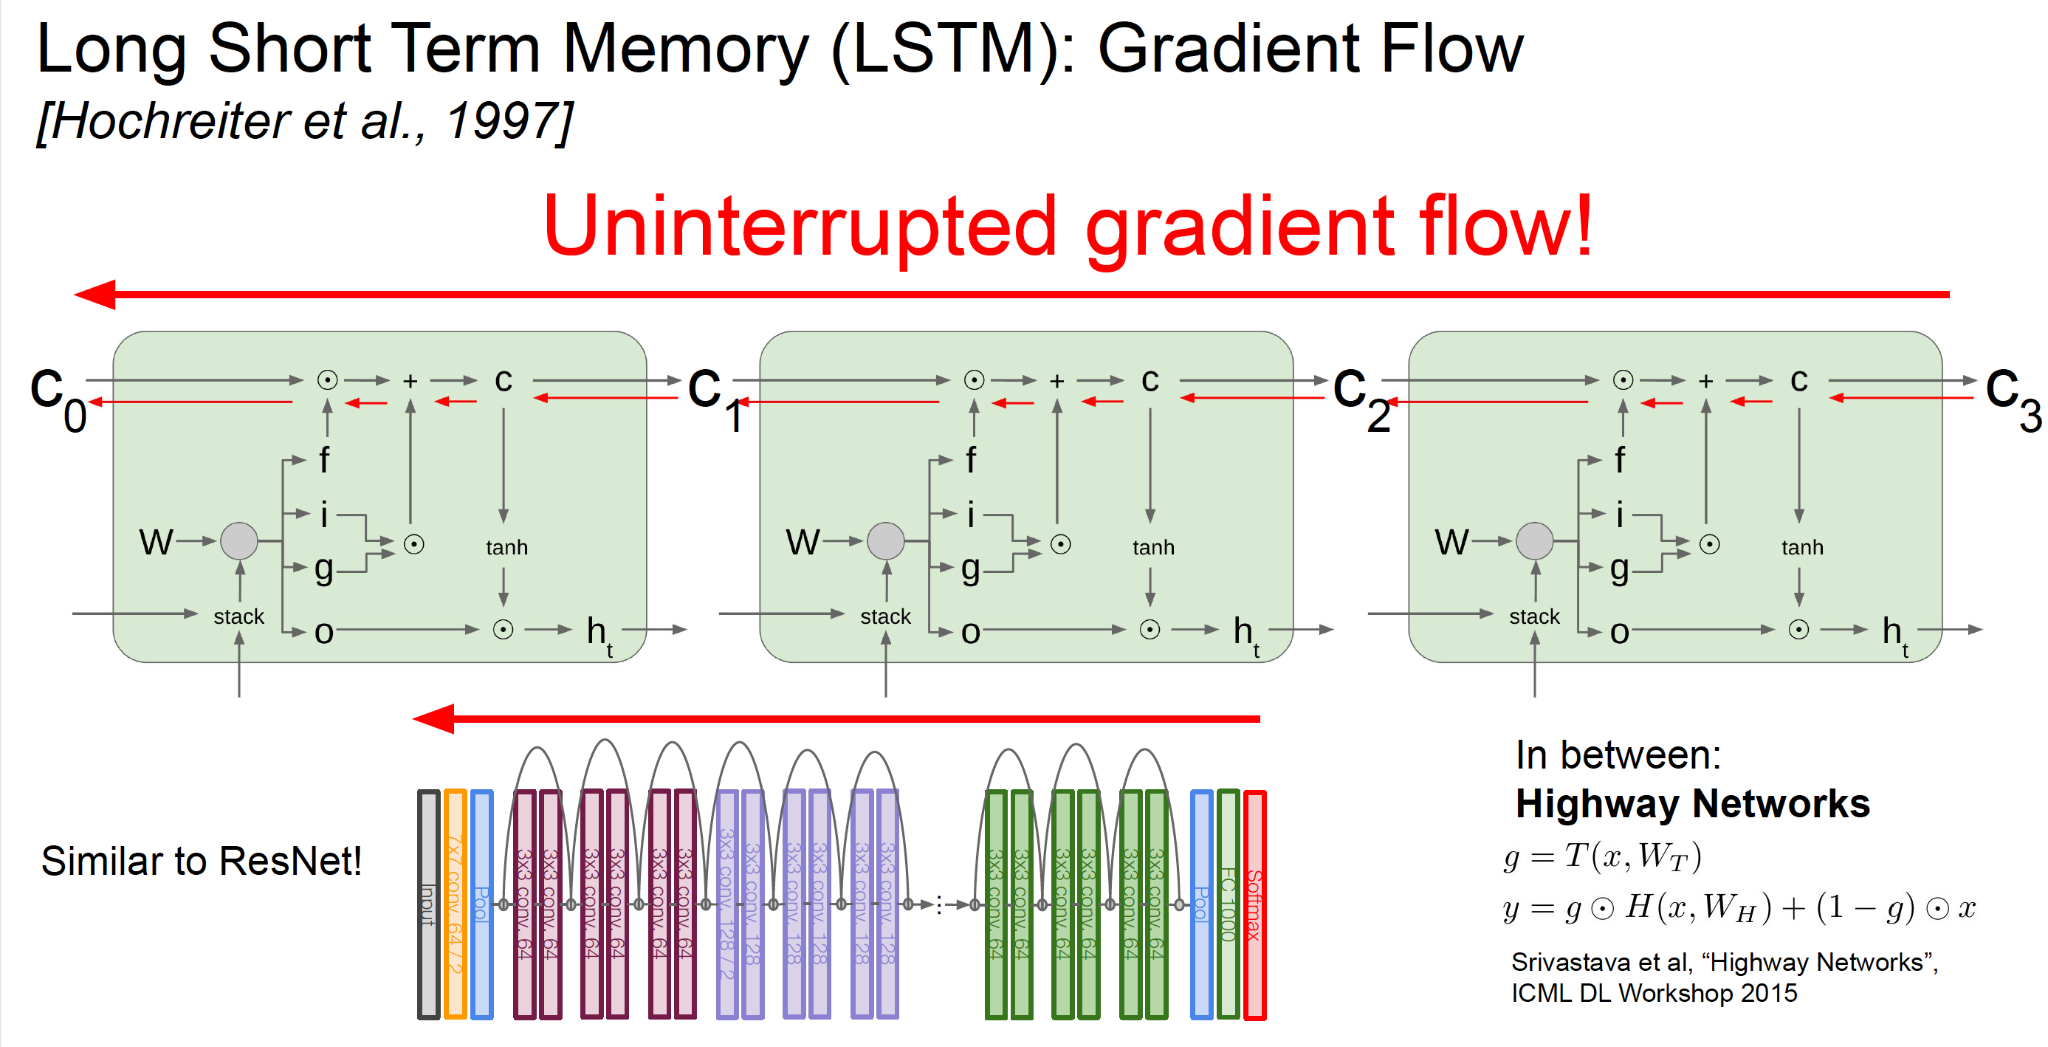 Long Short Term Memory (LSTM): Gradient Flow
[Hochreiter et al., 1997]
Uninterrupted gradient flow!
c0 ☉ + c c1 ☉ + c c2 ☉ + c c3
f f f
i i i
W ☉ tanh W ☉ tanh W ☉ tanh
g g g
stack stack stack
o ☉ ht o ☉ ht o ☉ ht
Similar to ResNet!
Input
7x7 conv, 64 / 2
Pool
3x3 conv, 64
3x3 conv, 64
3x3 conv, 64
3x3 conv, 64
3x3 conv, 64
3x3 conv, 64
3x3 conv, 128 / 2
3x3 conv, 128
3x3 conv, 128
3x3 conv, 128
3x3 conv, 128
3x3 conv, 128
...
3x3 conv, 64
3x3 conv, 64
3x3 conv, 64
3x3 conv, 64
3x3 conv, 64
3x3 conv, 64
Pool
FC 1000
Softmax
In between:
Highway Networks
g = T(x, WT)
y = g ⊙ H(x, WH) + (1 − g) ⊙ x
Srivastava et al, “Highway Networks”,
ICML DL Workshop 2015